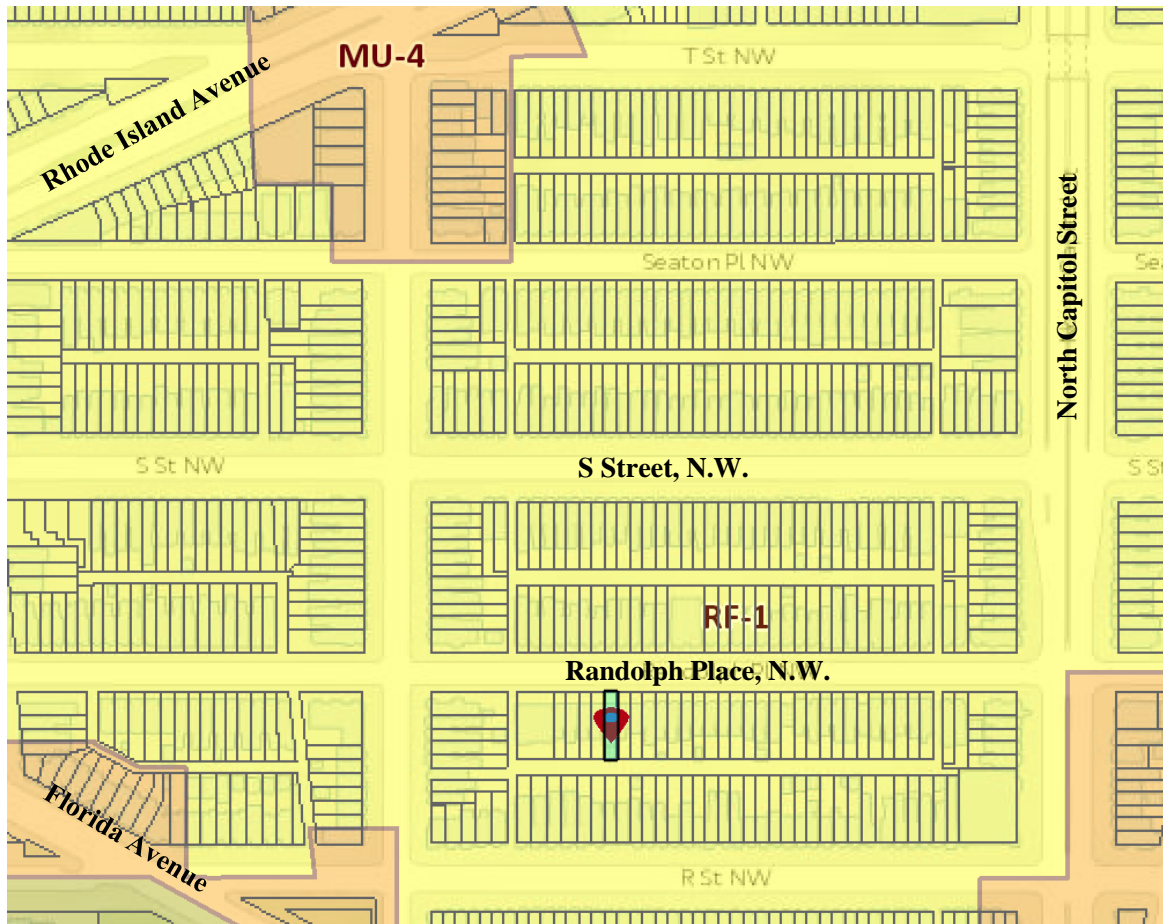 MU-4
T St NW
Rhode Island Avenue
North Capitol Street
Seaton Pl NW
Sea
S St NW
S Street, N.W.
S St
RF-1
Randolph Place, N.W.
Florida Avenue
R St NW